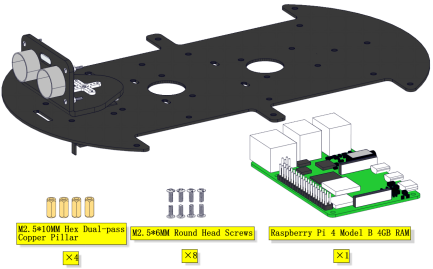 M2.5*10MM Hex Dual-pass
Copper Pillar
×4
M2.5*6MM Round Head Screws
×8
Raspberry Pi 4 Model B 4GB RAM
×1